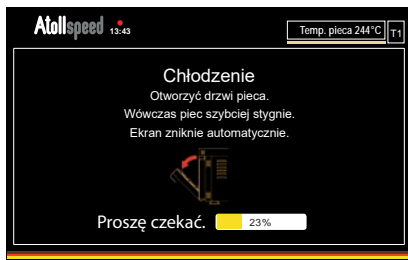 Atollspeed 13:43
Temp. pieca 244°C T1
Chłodzenie
Otworzyć drzwi pieca.
Wówczas piec szybciej stygnie.
Ekran zniknie automatycznie.
Proszę czekać. 23%